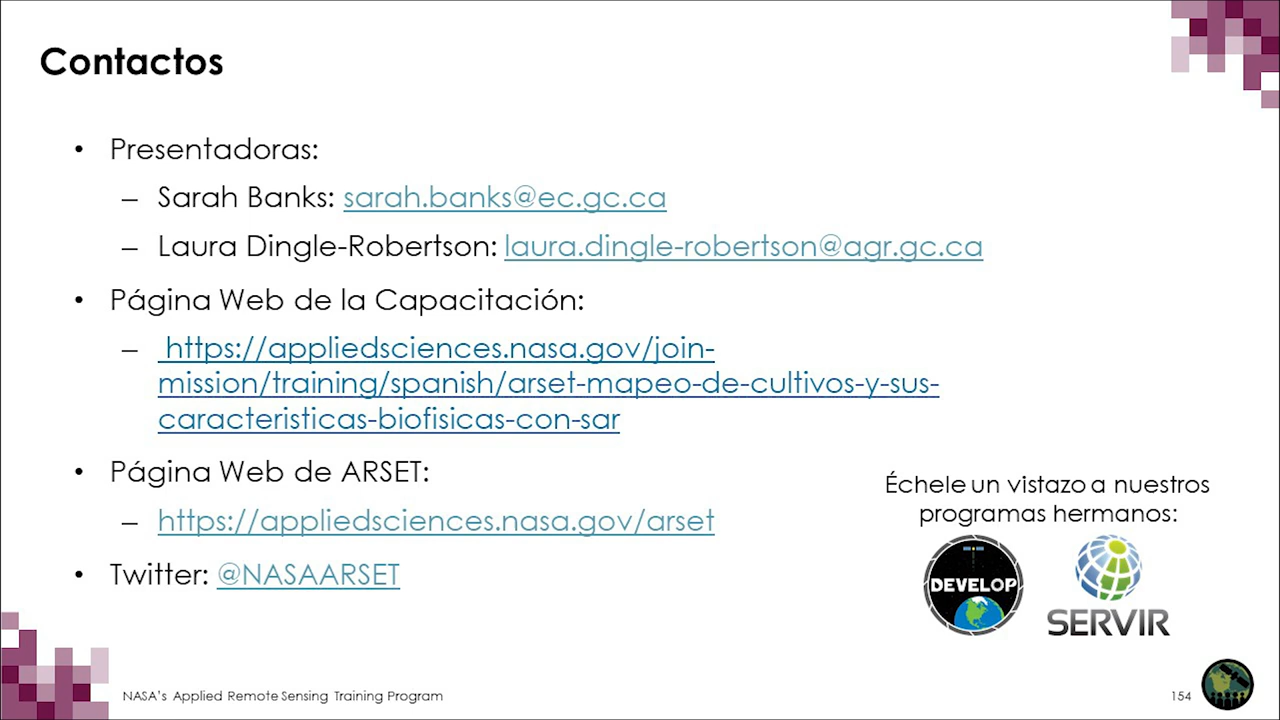 Contactos
• Presentadoras:
– Sarah Banks: sarah.banks@ec.gc.ca
– Laura Dingle-Robertson: laura.dingle-robertson@agr.gc.ca
• Página Web de la Capacitación:
– https://appliedsciences.nasa.gov/join-
mission/training/spanish/arset-mapeo-de-cultivos-y-sus-
caracteristicas-biofisicas-con-sar
• Página Web de ARSET:
– https://appliedsciences.nasa.gov/arset
• Twitter: @NASAARSET
Échele un vistazo a nuestros
programas hermanos:
DEVELOP
SERVIR
NASA's Applied Remote Sensing Training Program
154